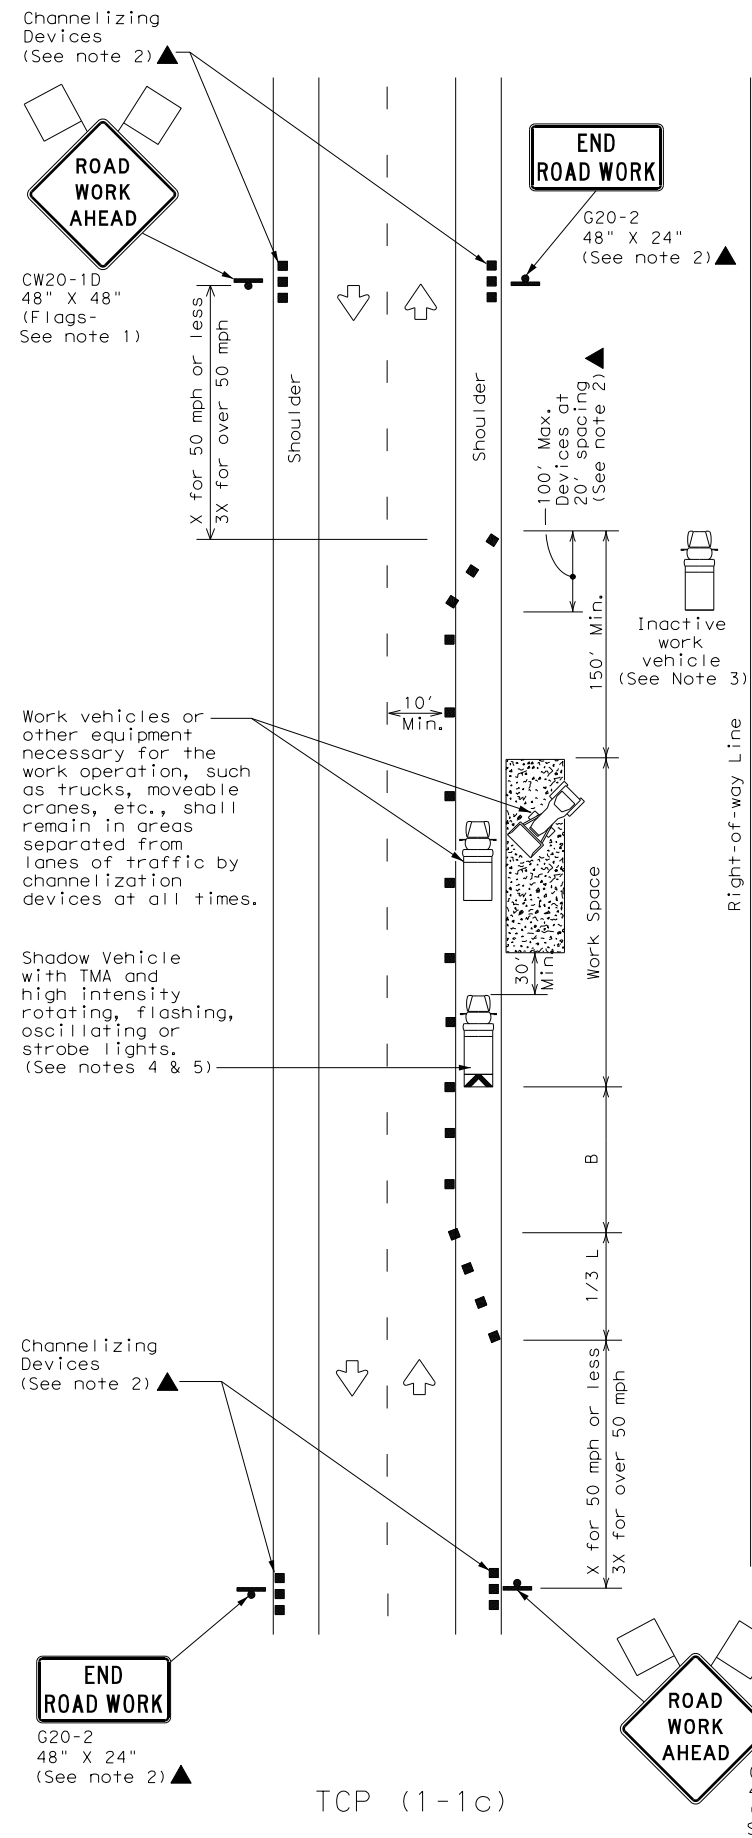 Channelizing
Devices
(See note 2)
ROAD
WORK
AHEAD
CW20-1D
48" X 48"
(Flags-
See note 1)
END
ROAD WORK
G20-2
48" X 24"
(See note 2)
X for 50 mph or less
3X for over 50 mph
Shoulder
Shoulder
100' Max.
Devices at
20' spacing
(See note 2)
150' Min.
Inactive
work
vehicle
(See Note 3)
10'
Min.
Work vehicles or
other equipment
necessary for the
work operation, such
as trucks, moveable
cranes, etc., shall
remain in areas
separated from
lanes of traffic by
channelization
devices at all times.
Right-of-way Line
Work Space
30'
Min.
Shadow Vehicle
with TMA and
high intensity
rotating, flashing,
oscillating or
strobe lights.
(See notes 4 & 5)
B
1/3 L
Channelizing
Devices
(See note 2)
X for 50 mph or less
3X for over 50 mph
END
ROAD WORK
G20-2
48" X 24"
(See note 2)
ROAD
WORK
AHEAD
TCP (1-1c)